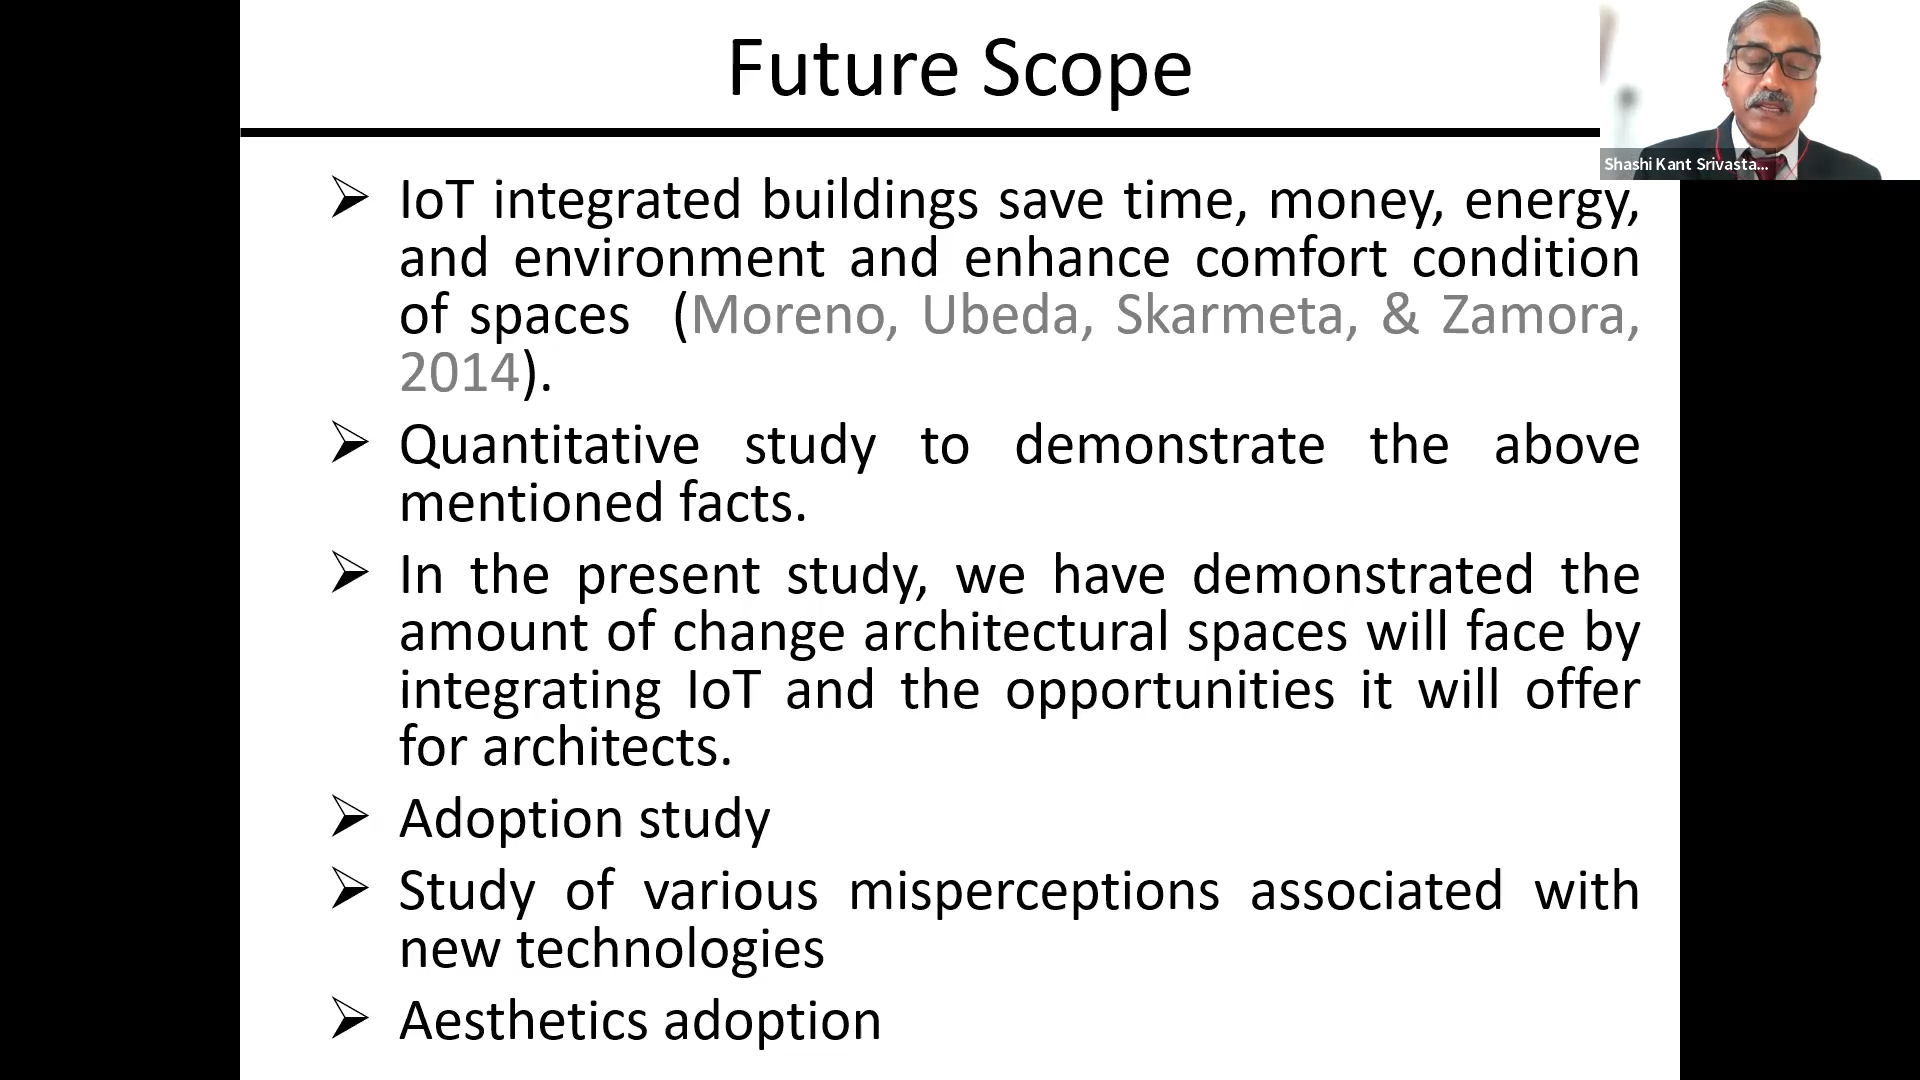 Future Scope
Shashi Kant Srivasta...
➢ IoT integrated buildings save time, money, energy,
and environment and enhance comfort condition
of spaces (Moreno, Ubeda, Skarmeta, & Zamora,
2014).
➢ Quantitative study to demonstrate the above
mentioned facts.
➢ In the present study, we have demonstrated the
amount of change architectural spaces will face by
integrating IoT and the opportunities it will offer
for architects.
➢ Adoption study
➢ Study of various misperceptions associated with
new technologies
➢ Aesthetics adoption